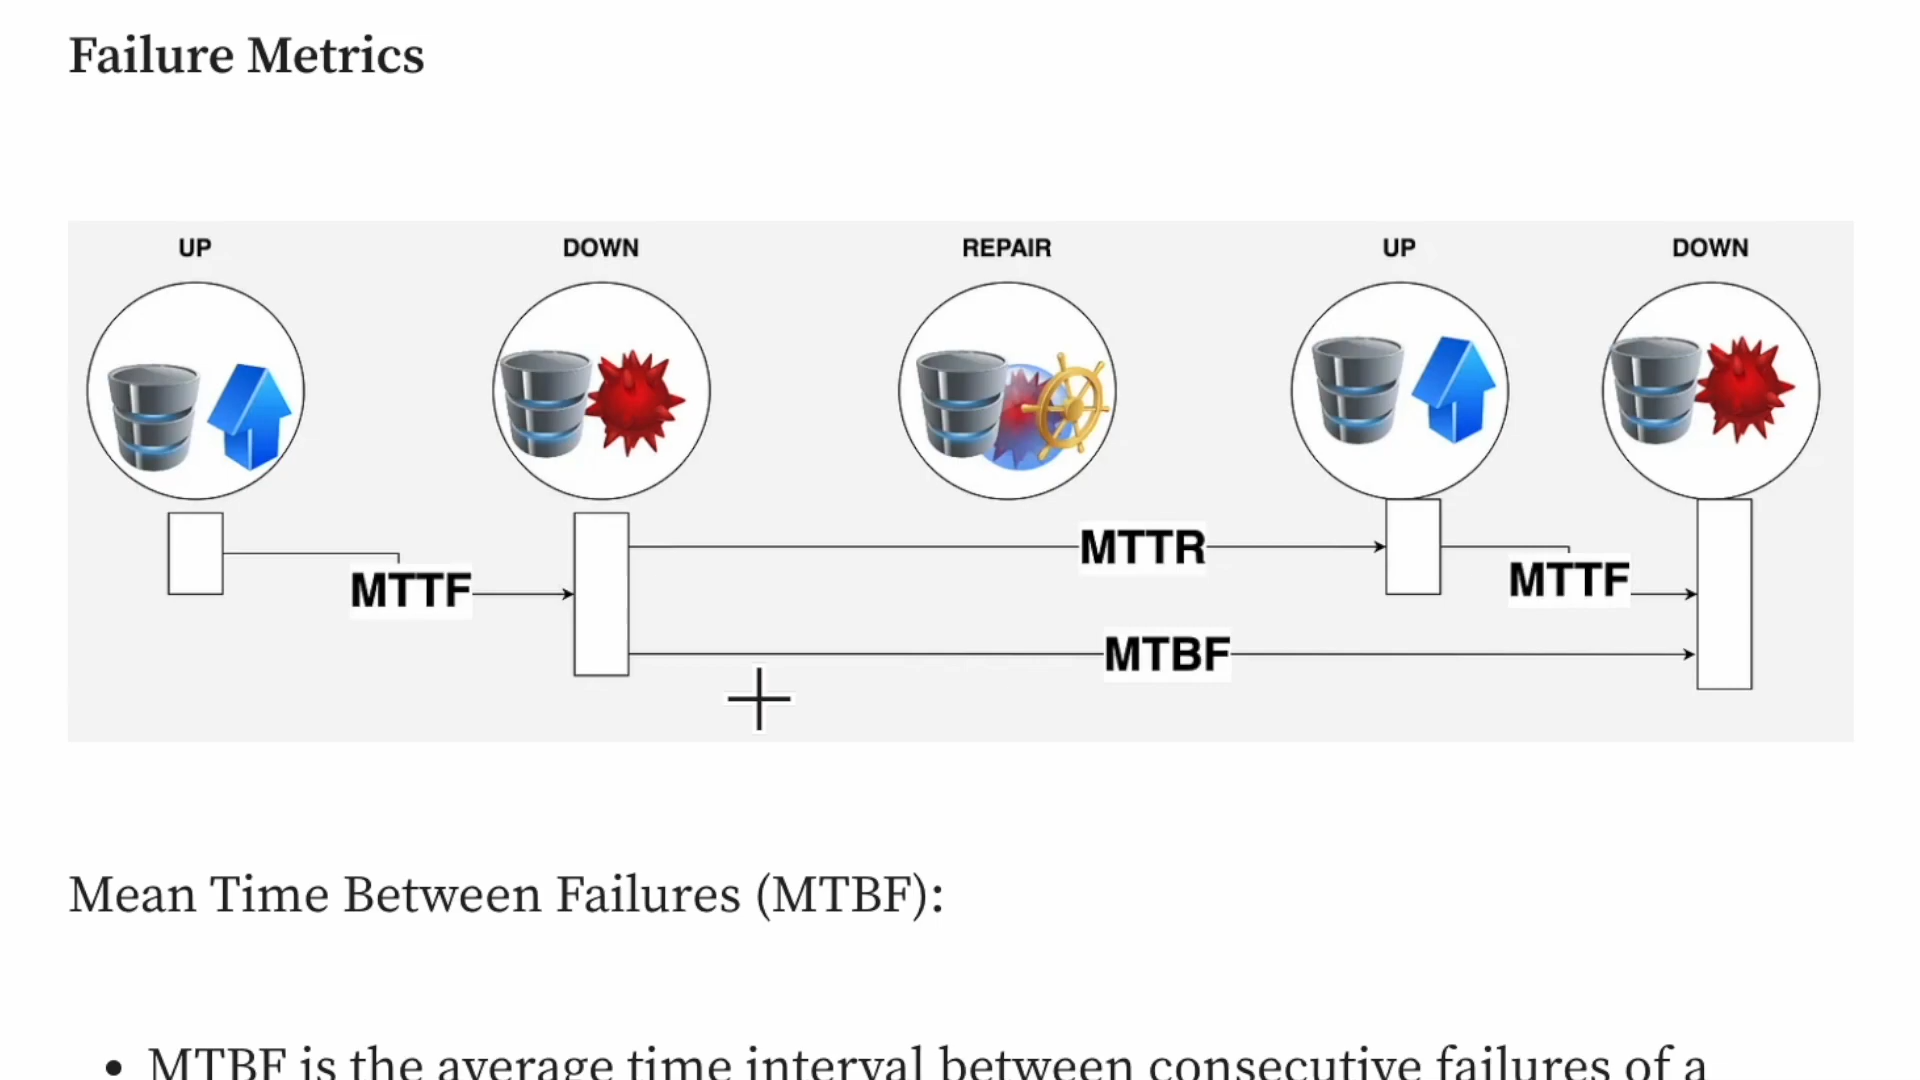 Failure Metrics
UP DOWN REPAIR UP DOWN
MTTR
MTTF MTTF
MTBF
Mean Time Between Failures (MTBF):
• MTBF is the average time interval between consecutive failures of a